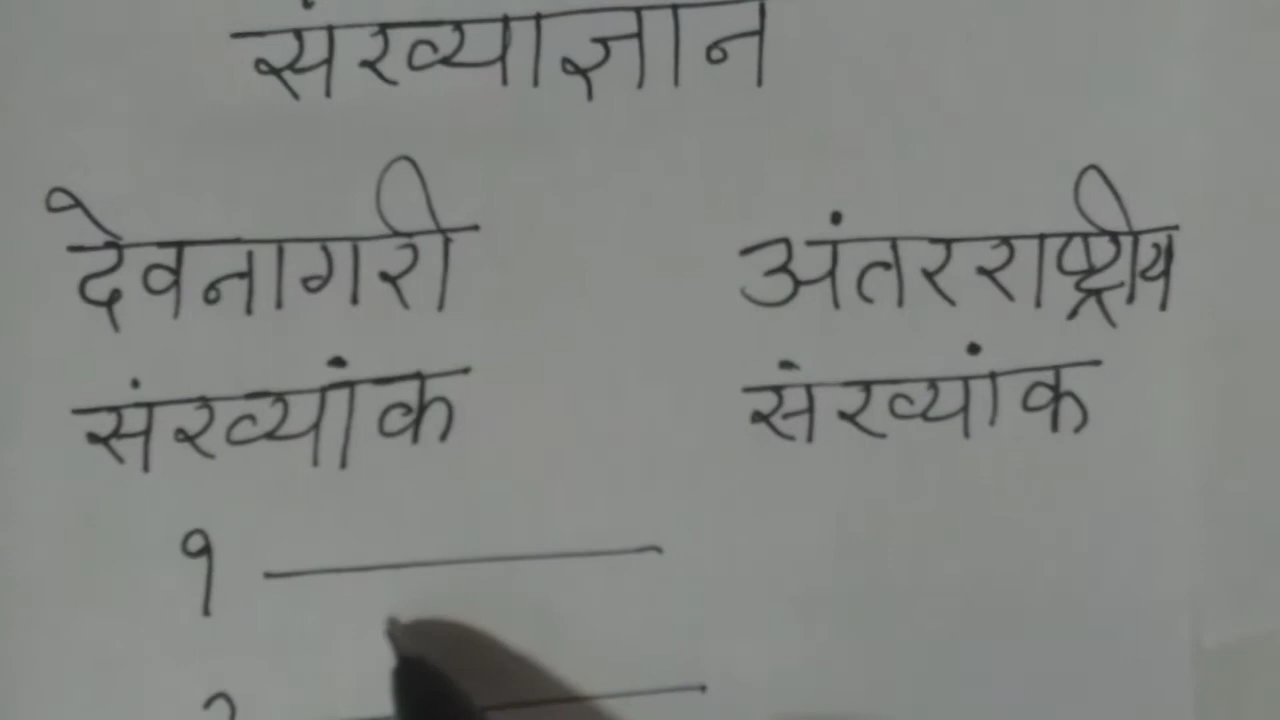 संख्याज्ञान
देवनागरी अंतरराष्ट्रीय
संख्यांक संख्यांक
१